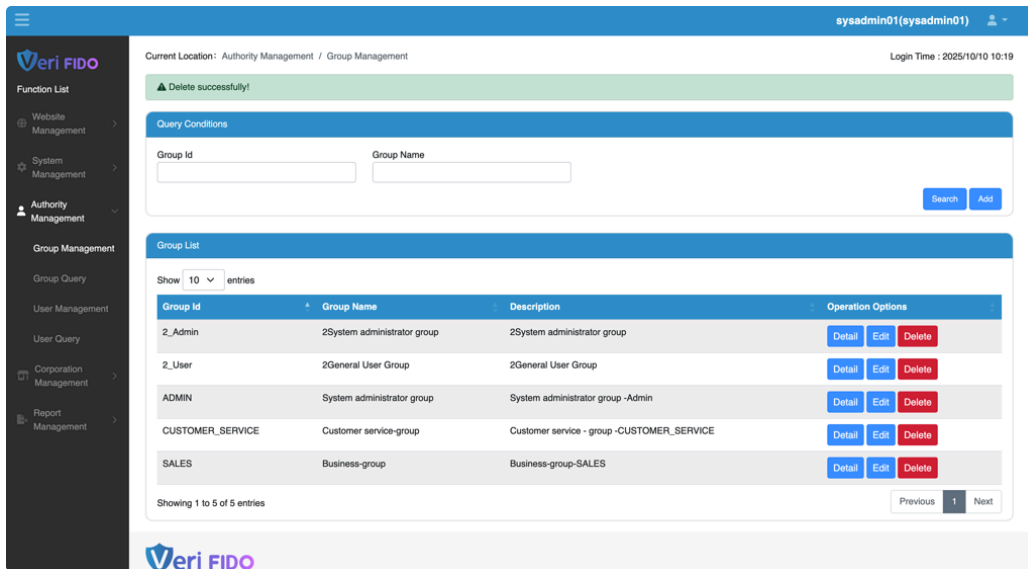 sysadmin01(sysadmin01)
Veri FIDO
Function List
Website
Management
System
Management
Authority
Management
Group Management
Group Query
User Management
User Query
Corporation
Management
Report
Management
Current Location: Authority Management / Group Management
Login Time : 2025/10/10 10:19
Delete successfully!
Query Conditions
Group Id Group Name
Search Add
Group List
Show 10 entries
Group Id Group Name Description Operation Options
2_Admin 2System administrator group 2System administrator group Detail Edit Delete
2_User 2General User Group 2General User Group Detail Edit Delete
ADMIN System administrator group System administrator group -Admin Detail Edit Delete
CUSTOMER_SERVICE Customer service-group Customer service - group -CUSTOMER_SERVICE Detail Edit Delete
SALES Business-group Business-group-SALES Detail Edit Delete
Showing 1 to 5 of 5 entries
Previous 1 Next
Veri FIDO